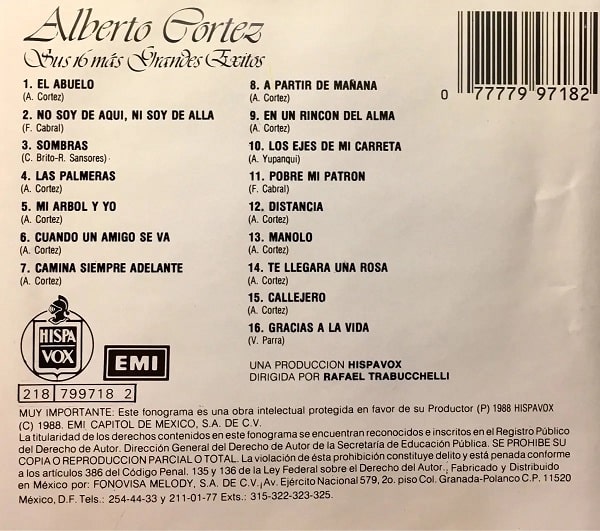 Alberto Cortez
Sus 16 más Grandes Exitos
1. EL ABUELO
(A. Cortez)
2. NO SOY DE AQUI, NI SOY DE ALLA
(F. Cabral)
3. SOMBRAS
(C. Brito-R. Sansores)
4. LAS PALMERAS
(A. Cortez)
5. MI ARBOL Y YO
(A. Cortez)
6. CUANDO UN AMIGO SE VA
(A. Cortez)
7. CAMINA SIEMPRE ADELANTE
(A. Cortez)
8. A PARTIR DE MAÑANA
(A. Cortez)
9. EN UN RINCON DEL ALMA
(A. Cortez)
10. LOS EJES DE MI CARRETA
(A. Yupanqui)
11. POBRE MI PATRON
(F. Cabral)
12. DISTANCIA
(A. Cortez)
13. MANOLO
(A. Cortez)
14. TE LLEGARA UNA ROSA
(A. Cortez)
15. CALLEJERO
(A. Cortez)
16. GRACIAS A LA VIDA
(V. Parra)
0 77779 97182
HISPA
VOX
EMI
218 799718 2
UNA PRODUCCION HISPAVOX
DIRIGIDA POR RAFAEL TRABUCCHELLI
MUY IMPORTANTE: Este fonograma es una obra intelectual protegida en favor de su Productor (P) 1988 HISPAVOX
(C) 1988. EMI CAPITOL DE MEXICO, S.A. DE C.V.
La titularidad de los derechos contenidos en este fonograma se encuentran reconocidos e inscritos en el Registro Público
del Derecho de Autor. Dirección General del Derecho de Autor de la Secretaría de Educación Pública. SE PROHIBE SU
COPIA O REPRODUCCION PARCIAL O TOTAL. La violación de ésta prohibición constituye delito y está penada conforme
a los artículos 386 del Código Penal. 135 y 136 de la Ley Federal sobre el Derecho del Autor. ¡ Fabricado y Distribuido
en México por: FONOVISA MELODY, S.A. DE C.V. ¡Av. Ejército Nacional 579, 2o. piso Col. Granada-Polanco C.P. 11520
México, D.F. Tels.: 254-44-33 y 211-01-77 Exts.: 315-322-323-325.